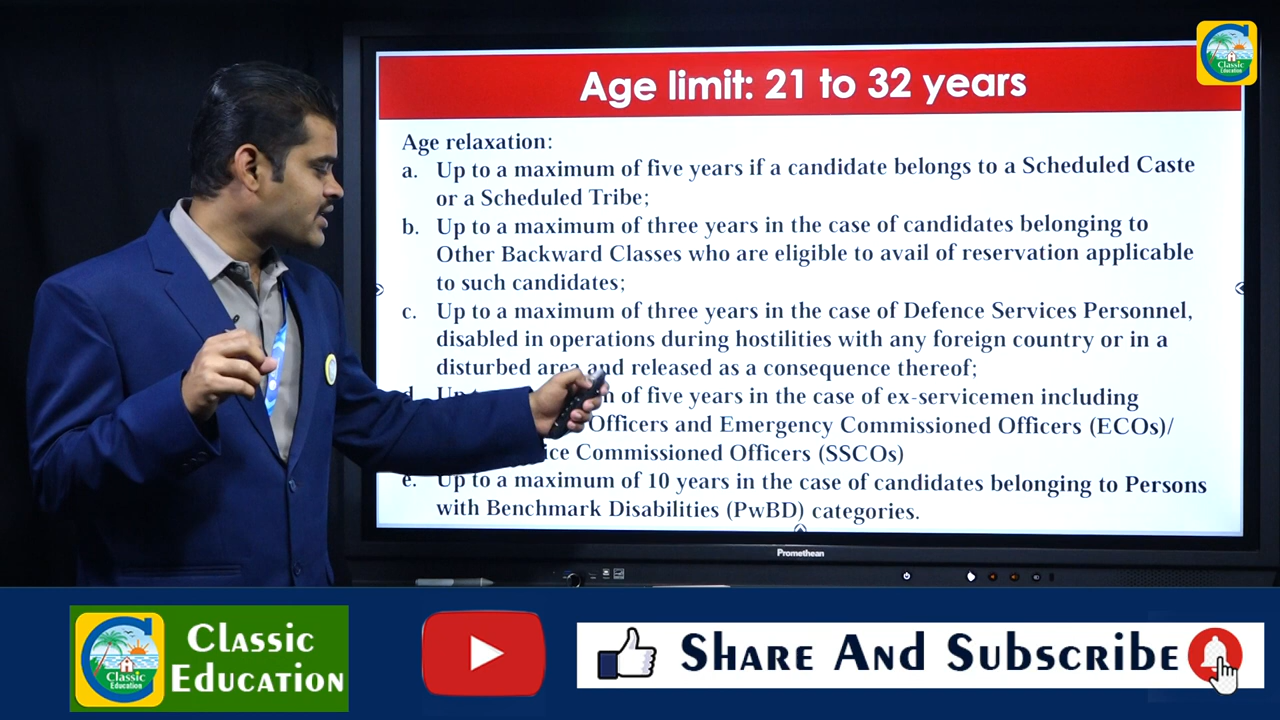 Age limit: 21 to 32 years
Classic
Education
Age relaxation:
a. Up to a maximum of five years if a candidate belongs to a Scheduled Caste
or a Scheduled Tribe;
b. Up to a maximum of three years in the case of candidates belonging to
Other Backward Classes who are eligible to avail of reservation applicable
to such candidates;
c. Up to a maximum of three years in the case of Defence Services Personnel,
disabled in operations during hostilities with any foreign country or in a
disturbed area and released as a consequence thereof;
d. Up of five years in the case of ex-servicemen including
Officers and Emergency Commissioned Officers (ECOs)/
Commissioned Officers (SSCOs)
e. Up to a maximum of 10 years in the case of candidates belonging to Persons
with Benchmark Disabilities (PwBD) categories.
Promethean
Classic
Education
Classic
Education
Share And Subscribe